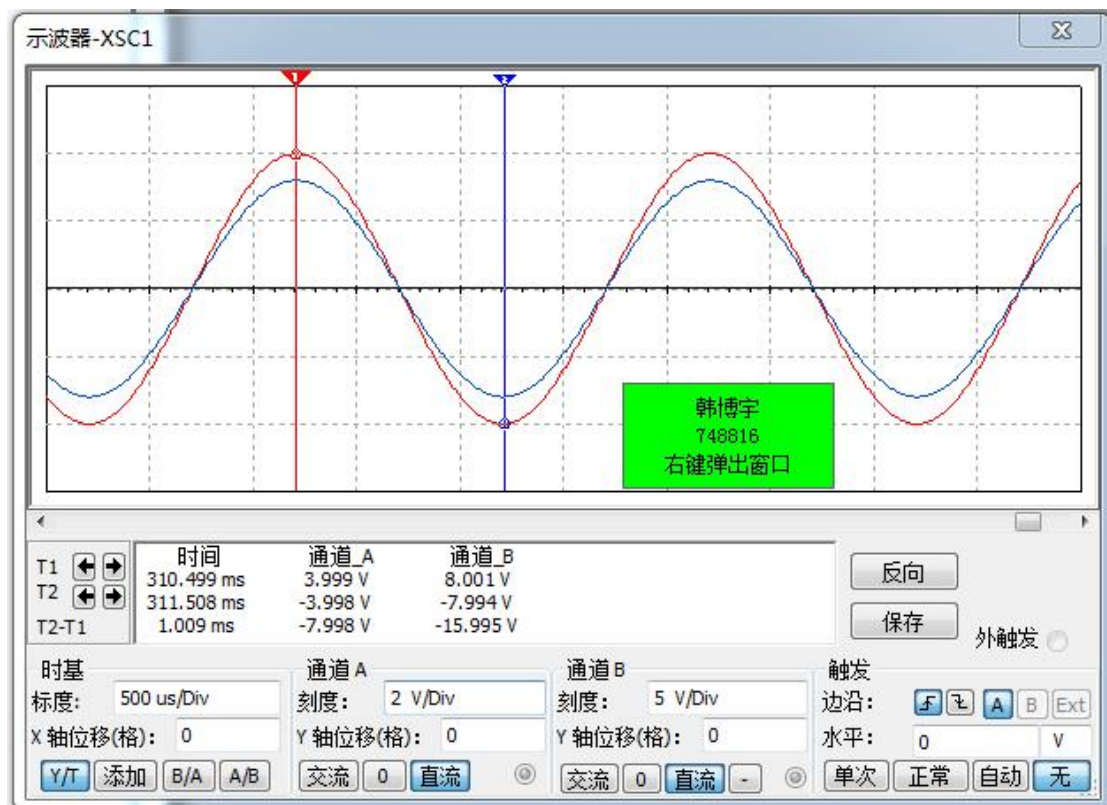 示波器-XSC1
1
2
韩博宇
748816
右键弹出窗口
时间 通道_A 通道_B
T1 310.499 ms 3.999 V 8.001 V
T2 311.508 ms -3.998 V -7.994 V
T2-T1 1.009 ms -7.998 V -15.995 V
反向
保存
外触发
时基
标度: 500 us/Div
X 轴位移(格): 0
Y/T 添加 B/A A/B
通道 A
刻度: 2 V/Div
Y 轴位移(格): 0
交流 0 直流
通道 B
刻度: 5 V/Div
Y 轴位移(格): 0
交流 0 直流 -
触发
边沿: A B Ext
水平: 0 V
单次 正常 自动 无